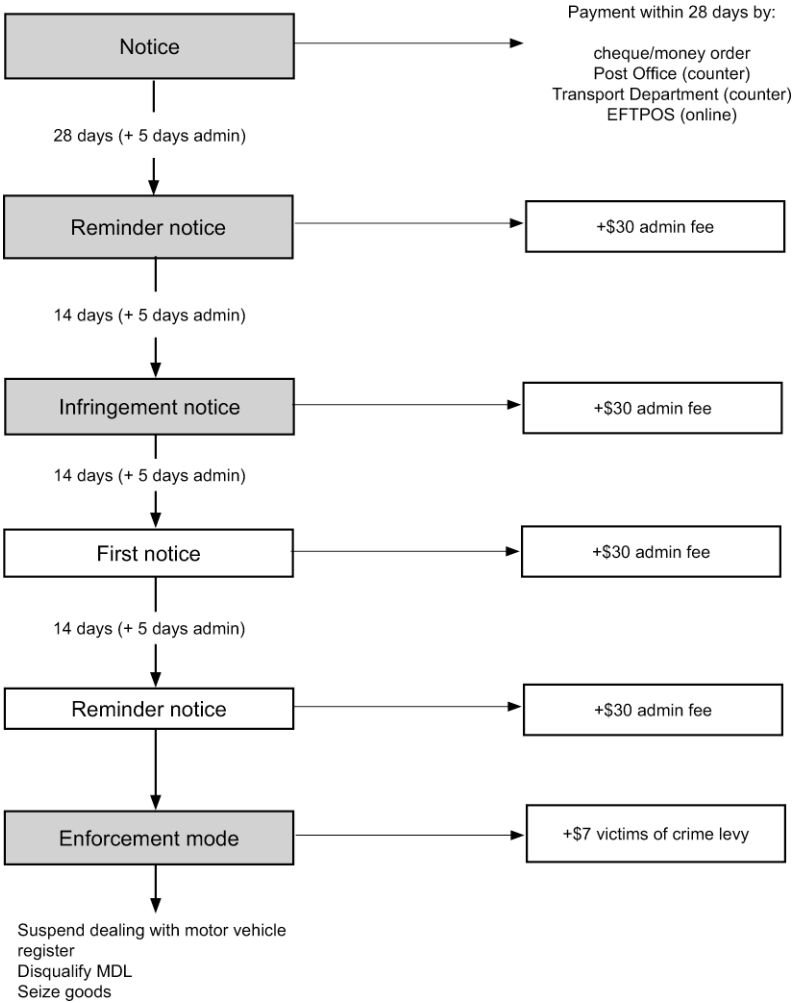 Notice
Payment within 28 days by:
cheque/money order
Post Office (counter)
Transport Department (counter)
EFTPOS (online)
28 days (+ 5 days admin)
Reminder notice
+$30 admin fee
14 days (+ 5 days admin)
Infringement notice
+$30 admin fee
14 days (+ 5 days admin)
First notice
+$30 admin fee
14 days (+ 5 days admin)
Reminder notice
+$30 admin fee
Enforcement mode
+$7 victims of crime levy
Suspend dealing with motor vehicle
register
Disqualify MDL
Seize goods